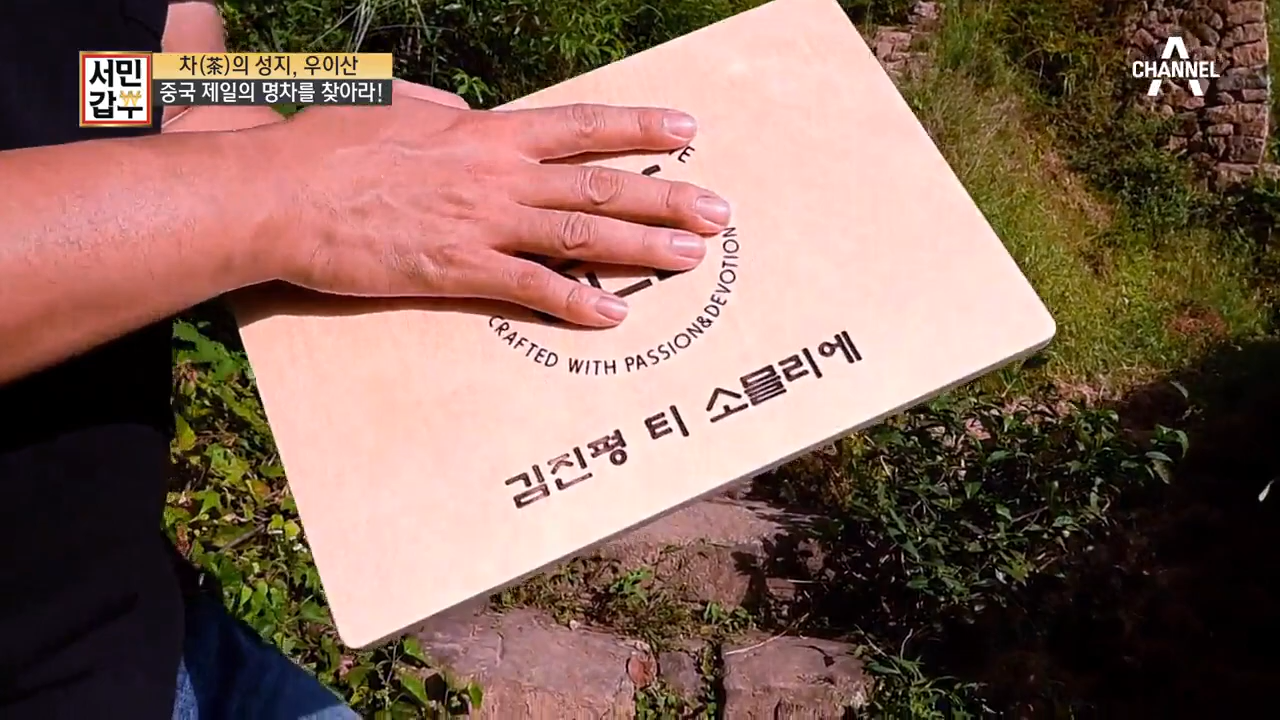 서민
갑부
차(茶)의 성지, 우이산
중국 제일의 명차를 찾아라!
CHANNEL A
CRAFTED WITH PASSION&DEVOTION
김진평 티 소믈리에